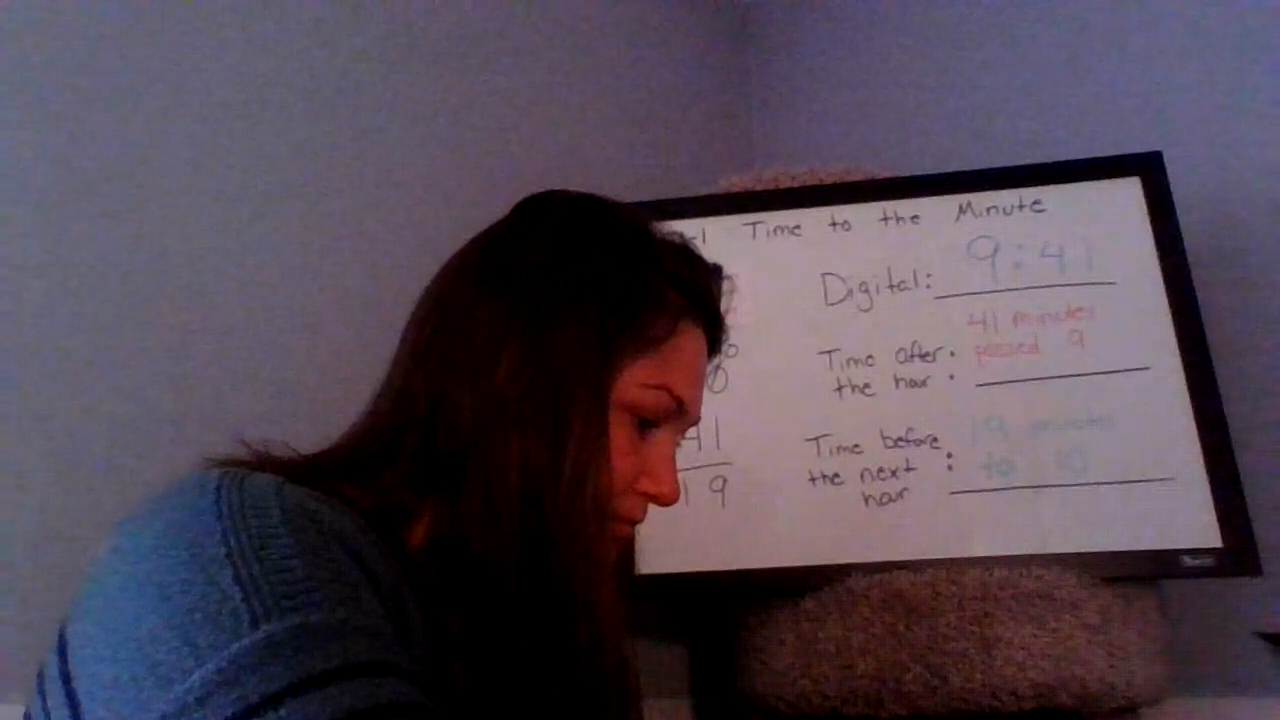 Time to the Minute
Digital: 9:41
41 minutes
Time after: passed 9
the hour
Time before: 19 minutes
the next to 10
hour
41
19